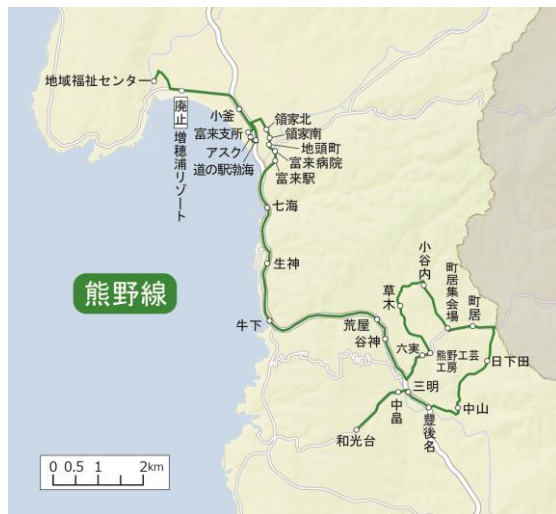 地域福祉センター
廃止
増穂浦リゾート
小釜
富来支所
アスク
道の駅勃海
領家北
領家南
地頭町
富来病院
富来駅
七海
生神
熊野線
牛下
荒屋
谷神
小谷内
草木
町居集会場
町居
六実
熊野工芸
工房
日下田
三明
中畠
豊後名
中山
和光台
0 0.5 1 2km